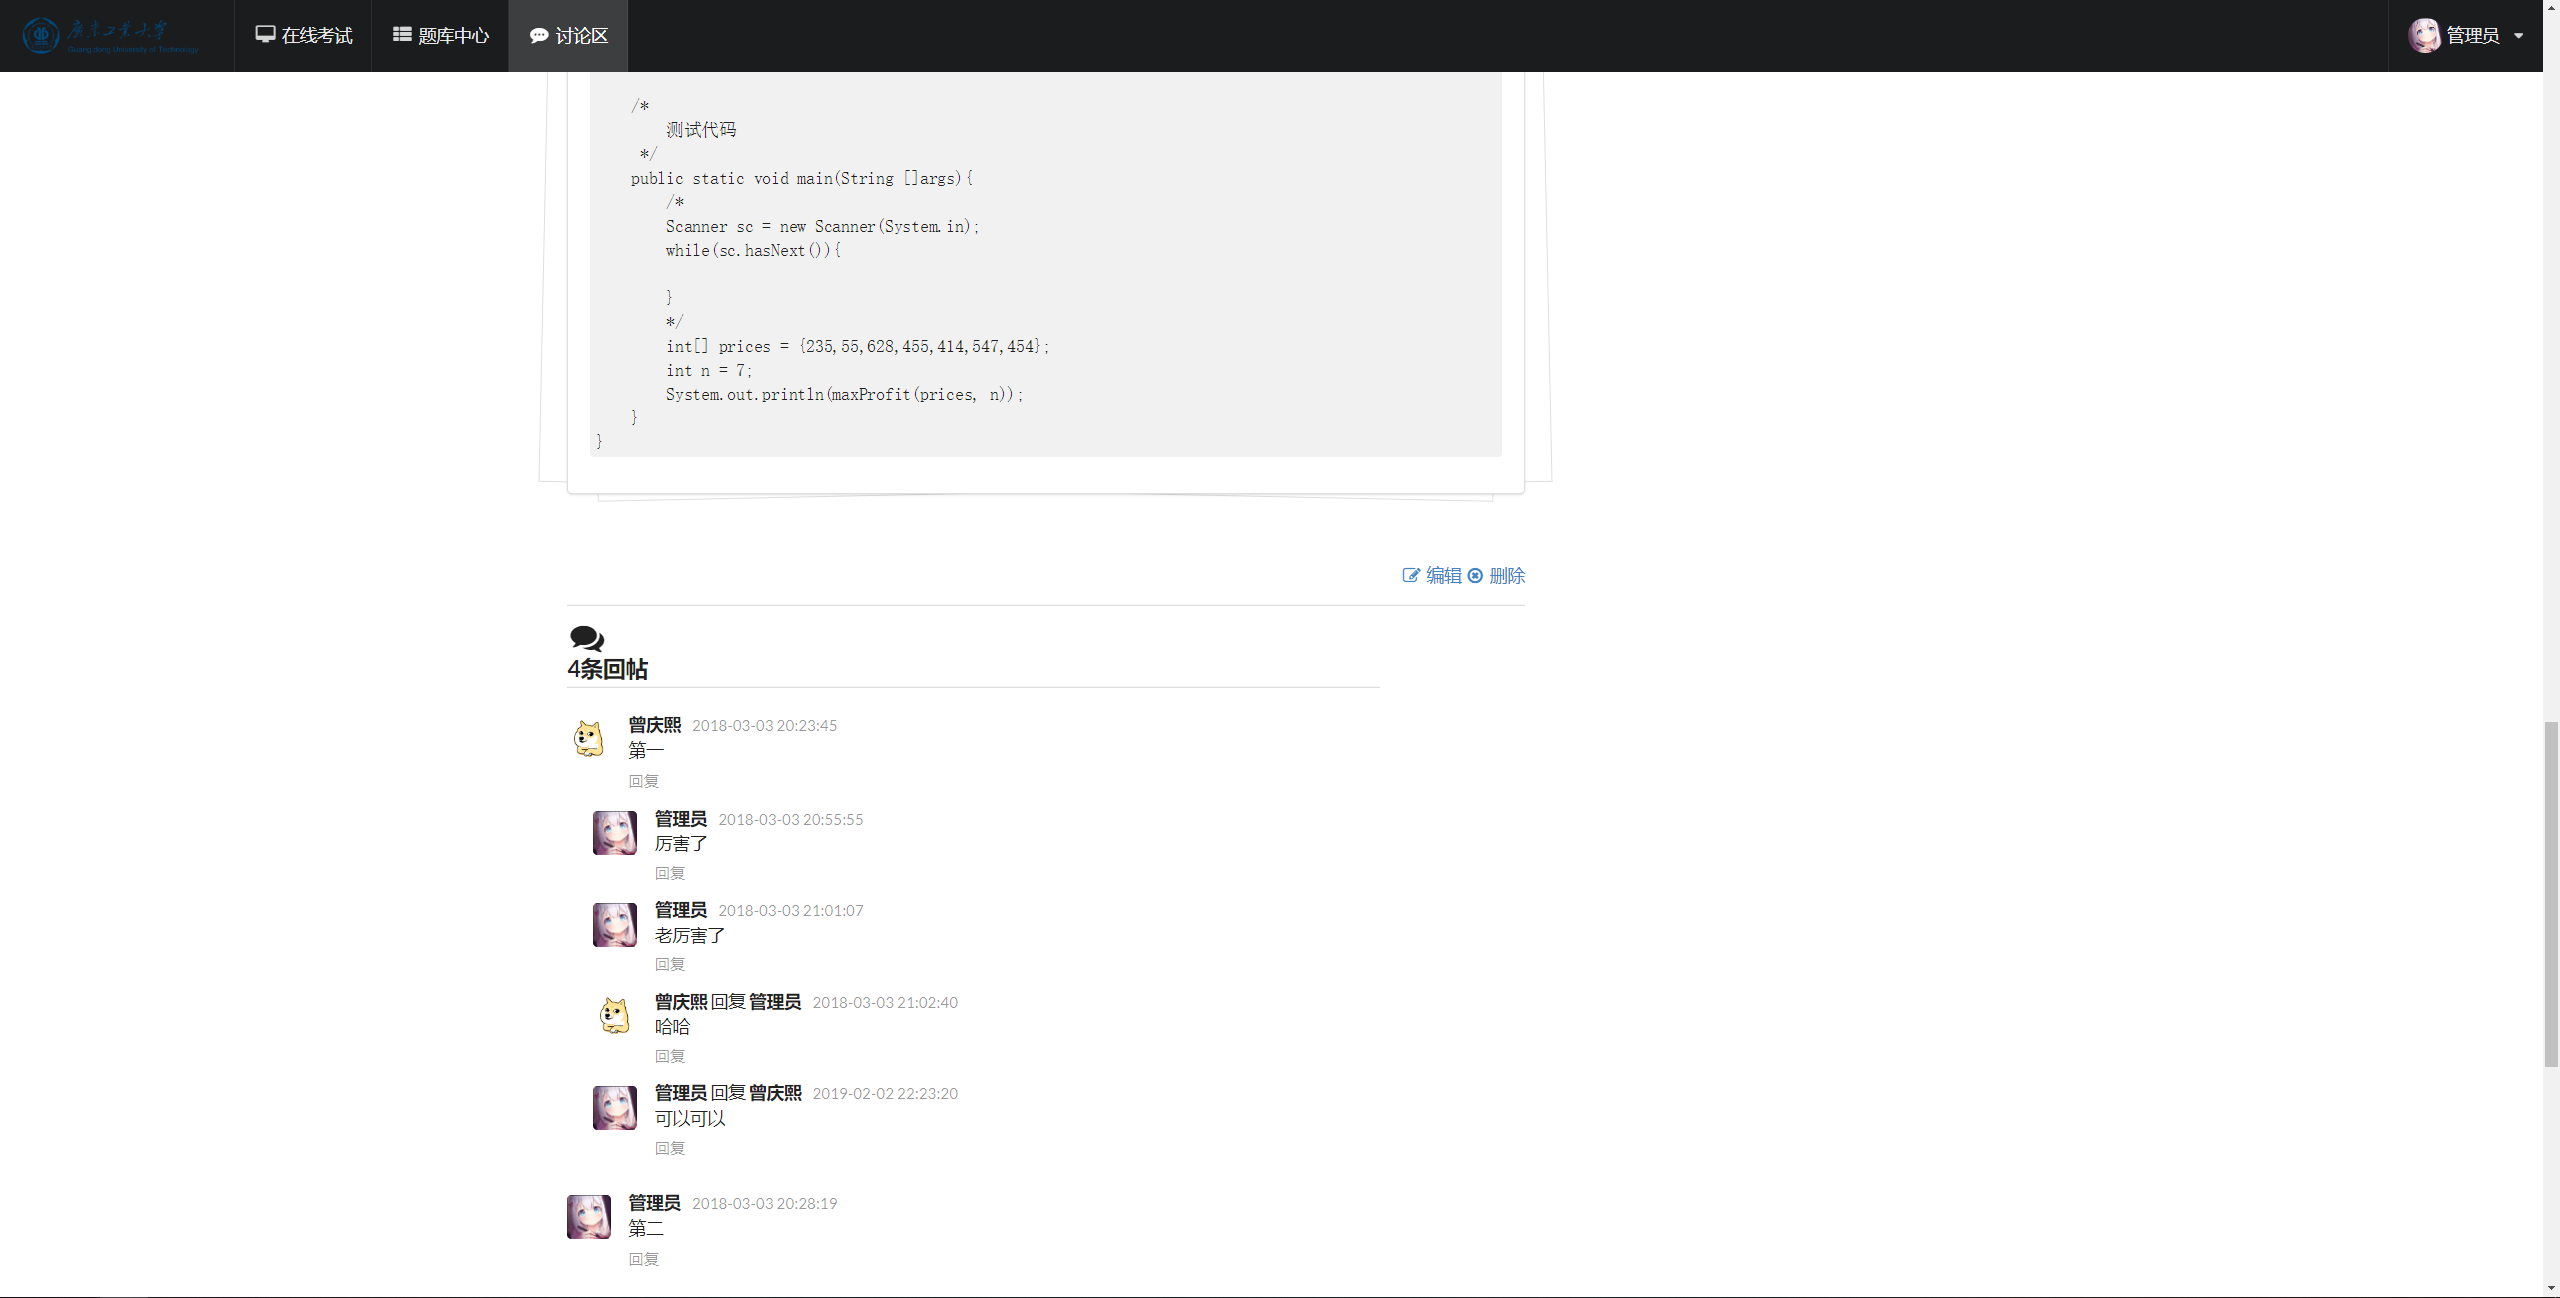 廣東工業大學
Guangdong University of Technology
在线考试
题库中心
讨论区
管理员
/*
测试代码
*/
public static void main(String []args){
/*
Scanner sc = new Scanner(System.in);
while(sc.hasNext()){
}
*/
int[] prices = {235,55,628,455,414,547,454};
int n = 7;
System.out.println(maxProfit(prices, n));
}
}
编辑 删除
4条回帖
曾庆熙 2018-03-03 20:23:45
第一
回复
管理员 2018-03-03 20:55:55
厉害了
回复
管理员 2018-03-03 21:01:07
老厉害了
回复
曾庆熙 回复 管理员 2018-03-03 21:02:40
哈哈
回复
管理员 回复 曾庆熙 2019-02-02 22:23:20
可以可以
回复
管理员 2018-03-03 20:28:19
第二
回复